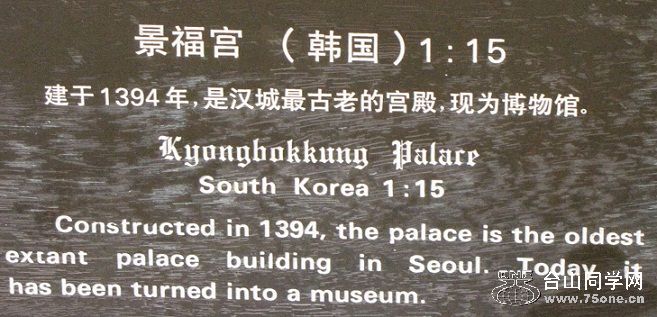 景福宫 （韩国）1:15
建于1394年，是汉城最古老的宫殿，现为博物馆。
Kyongbokkung Palace
South Korea 1:15
Constructed in 1394, the palace is the oldest
extant palace building in Seoul. Today it
has been turned into a museum.
台山同学网
www.75one.com